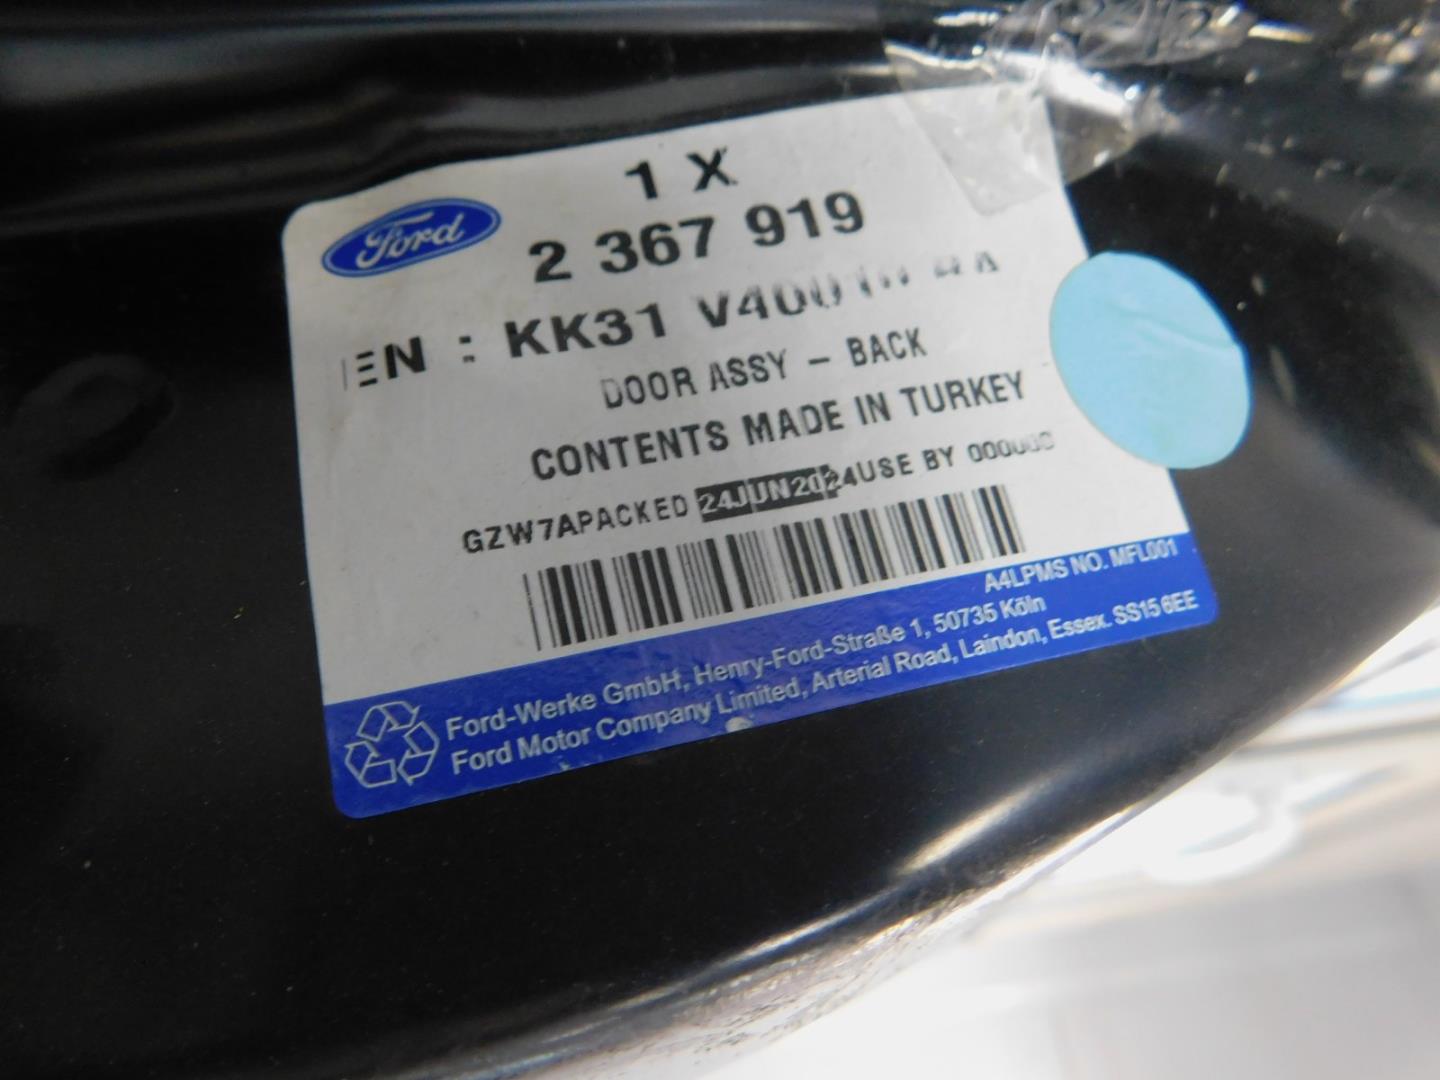 Ford
1 X
2 367 919
EN : KK31
DOOR ASSY - BACK
CONTENTS MADE IN TURKEY
GZW7APACKED 24JUN2024USE BY 000000
A4LPMS NO. MFL001
Ford-Werke GmbH, Henry-Ford-Straße 1, 50735 Köln
Ford Motor Company Limited, Arterial Road, Laindon, Essex. SS15 6EE